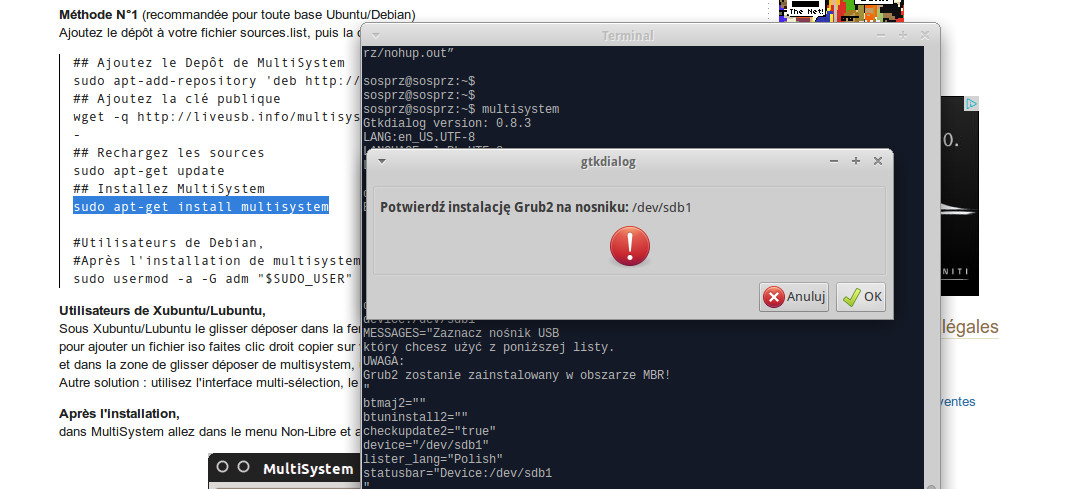 Méthode N°1 (recommandée pour toute base Ubuntu/Debian)
Ajoutez le dépôt à votre fichier sources.list, puis la
## Ajoutez le Depôt de MultiSystem
sudo apt-add-repository 'deb http://
## Ajoutez la clé publique
wget -q http://liveusb.info/multisys
-
## Rechargez les sources
sudo apt-get update
## Installez MultiSystem
sudo apt-get install multisystem
#Utilisateurs de Debian,
#Après l'installation de multisystem
sudo usermod -a -G adm "$SUDO_USER"
Utilisateurs de Xubuntu/Lubuntu,
Sous Xubuntu/Lubuntu le glisser déposer dans la
pour ajouter un fichier iso faites clic droit copier sur
et dans la zone de glisser déposer de multisystem,
Autre solution : utilisez l'interface multi-sélection, le
Après l'installation,
dans MultiSystem allez dans le menu Non-Libre et
MultiSystem
The Net!
Terminal
rz/nohup.out”
sosprz@sosprz:~$
sosprz@sosprz:~$
sosprz@sosprz:~$ multisystem
Gtkdialog version: 0.8.3
LANG:en_US.UTF-8
gtkdialog
Potwierdź instalację Grub2 na nosniku: /dev/sdb1
Anuluj
OK
device:/dev/sdb1
MESSAGES="Zaznacz nośnik USB
który chcesz użyć z poniższej listy.
UWAGA:
Grub2 zostanie zainstalowany w obszarze MBR!
"
btmaj2=""
btuninstall2=""
checkupdate2="true"
device="/dev/sdb1"
lister_lang="Polish"
statusbar="Device:/dev/sdb1
"
0.
NITI
légales
ventes